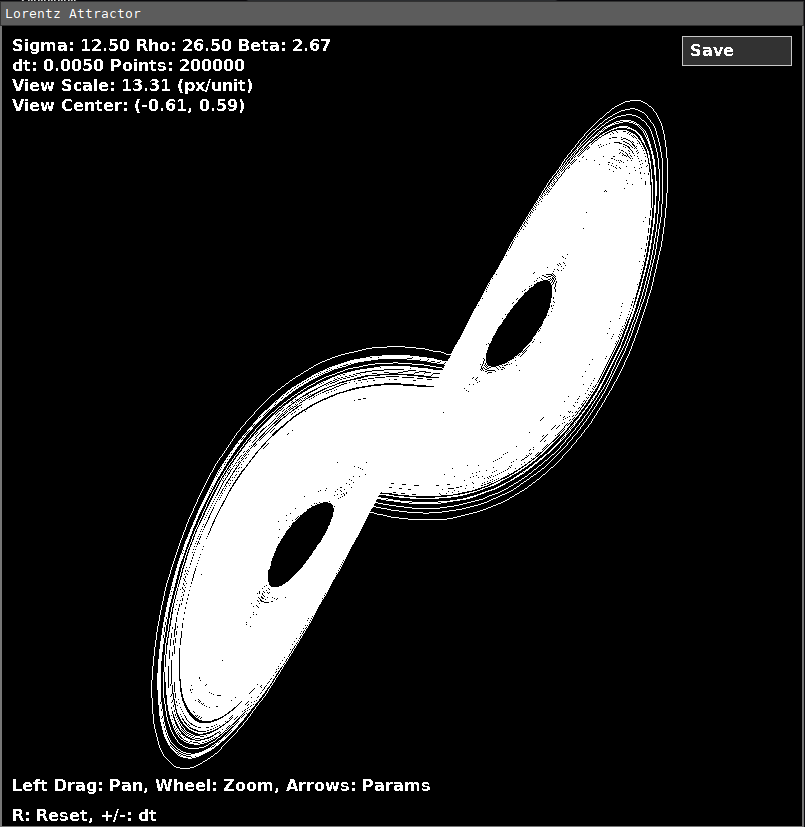 Lorentz Attractor
Sigma: 12.50 Rho: 26.50 Beta: 2.67
dt: 0.0050 Points: 200000
View Scale: 13.31 (px/unit)
View Center: (-0.61, 0.59)
Save
Left Drag: Pan, Wheel: Zoom, Arrows: Params
R: Reset, +/-: dt